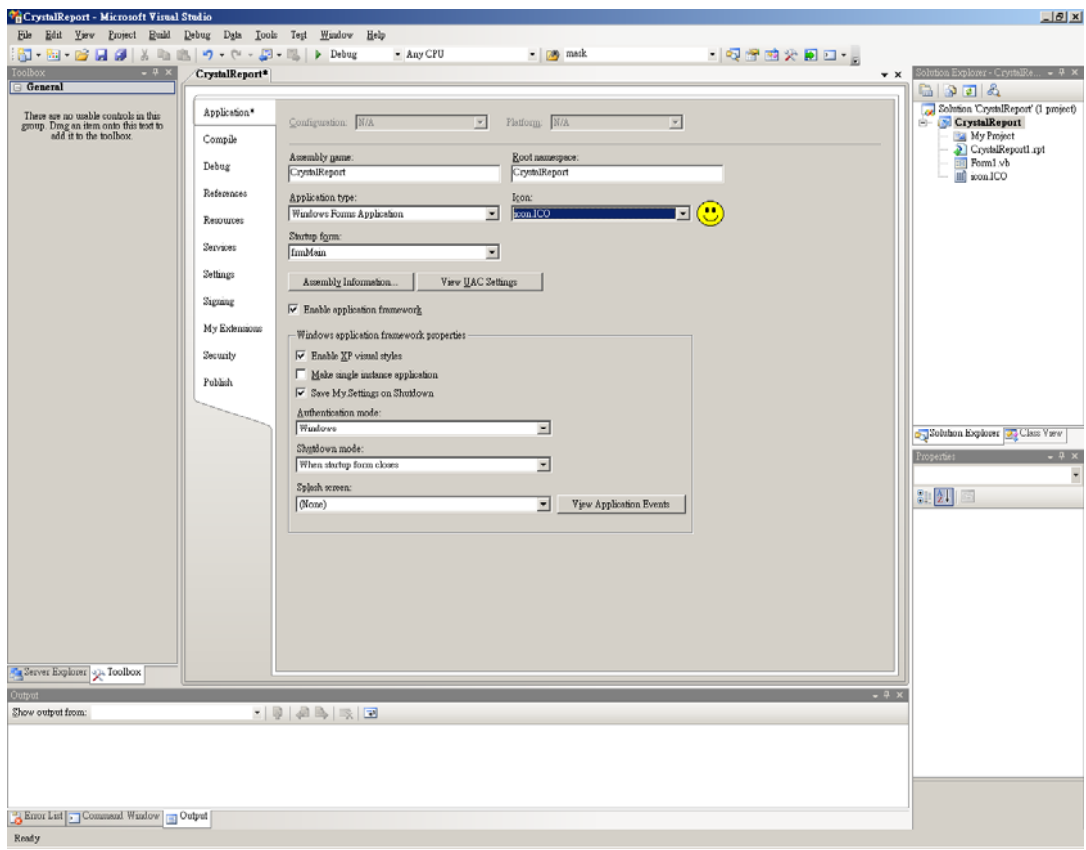 CrystalReport - Microsoft Visual Studio
File Edit View Project Build Debug Data Tools Test Window Help
Debug Any CPU mask
Toolbox
General
There are no usable controls in this
group. Drag an item onto this text to
add it to the toolbox.
Server Explorer Toolbox
CrystalReport*
Application*
Compile
Debug
References
Resources
Services
Settings
Signing
My Extensions
Security
Publish
Configuration: N/A Platform: N/A
Assembly name: Root namespace:
CrystalReport CrystalReport
Application type: Icon:
Windows Forms Application icon.ICO
Startup form:
frmMain
Assembly Information... View UAC Settings
Enable application framework
Windows application framework properties
Enable XP visual styles
Make single instance application
Save My.Settings on Shutdown
Authentication mode:
Windows
Shutdown mode:
When startup form closes
Splash screen:
(None) View Application Events
Solution Explorer - CrystalRe...
Solution 'CrystalReport' (1 project)
CrystalReport
My Project
CrystalReport1.rpt
Form1.vb
icon.ICO
Solution Explorer Class View
Properties
Output
Show output from:
Error List Command Window Output
Ready